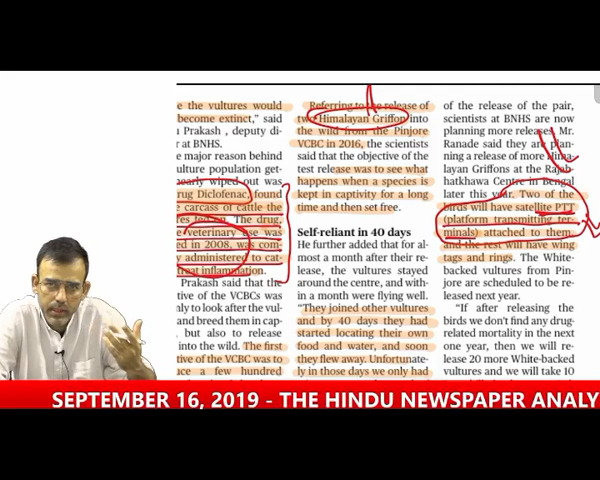 e the vultures would
become extinct," said
Prakash, deputy di-
r at BNHS.
e major reason behind
ulture population get-
nearly wiped out was
rug Diclofenac, found
e carcass of cattle the
res fed on. The drug,
veterinary use was
ed in 2008, was com-
y administered to cat-
treat inflammation.
Prakash said that the
tive of the VCBCs was
nly to look after the vul-
and breed them in cap-
but also to release
into the wild. The first
tive of the VCBC was to
uce a few hundred
Referring to the release of
two Himalayan Griffon into
the wild from the Pinjore
VCBC in 2016, the scientists
said that the objective of the
test release was to see what
happens when a species is
kept in captivity for a long
time and then set free.
Self-reliant in 40 days
He further added that for al-
most a month after their re-
lease, the vultures stayed
around the centre, and with-
in a month were flying well.
"They joined other vultures
and by 40 days they had
started locating their own
food and water, and soon
they flew away. Unfortunate-
ly in those days we only had
of the release of the pair,
scientists at BNHS are now
planning more releases. Mr.
Ranade said they are plan-
ning a release of more Hima-
layan Griffons at the Rajab-
hatkhawa Centre in Bengal
later this year. Two of the
birds will have satellite PTT
(platform transmitting ter-
minals) attached to them,
and the rest will have wing
tags and rings. The White-
backed vultures from Pin-
jore are scheduled to be re-
leased next year.
"If after releasing the
birds we don't find any drug-
related mortality in the next
one year, then we will re-
lease 20 more White-backed
vultures and we will take 10
SEPTEMBER 16, 2019 - THE HINDU NEWSPAPER ANALY